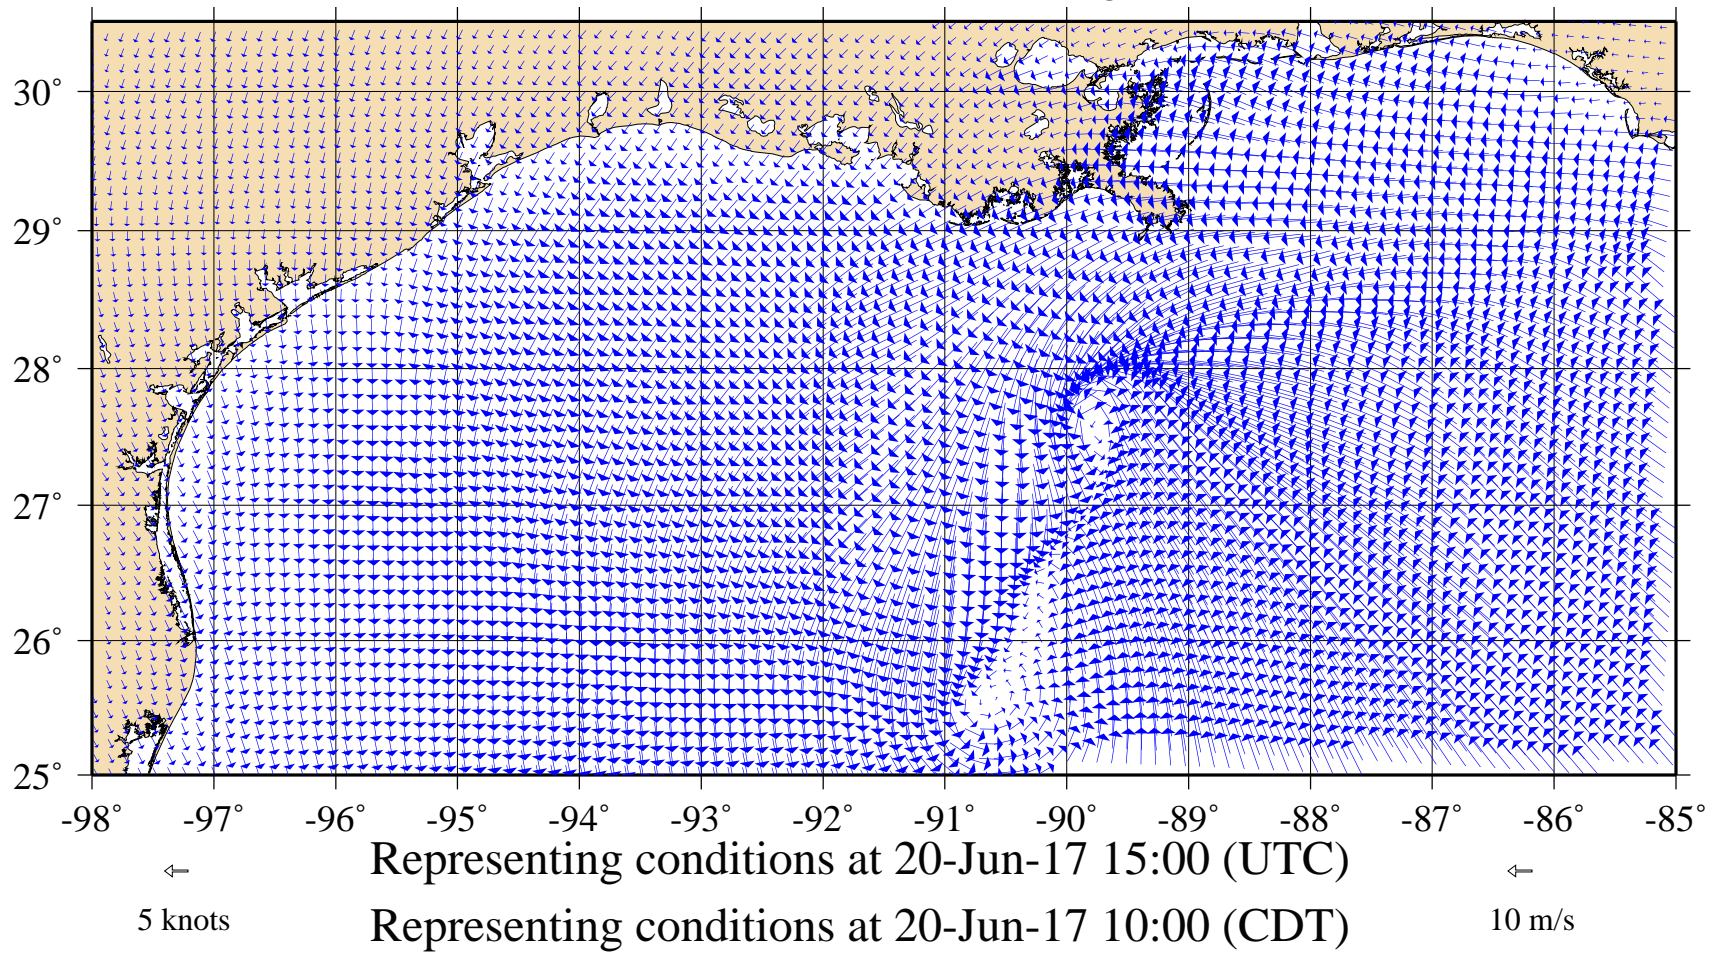 30°
29°
28°
27°
26°
25°
-98° -97° -96° -95° -94° -93° -92° -91° -90° -89° -88° -87° -86° -85°
Representing conditions at 20-Jun-17 15:00 (UTC)
5 knots
Representing conditions at 20-Jun-17 10:00 (CDT)
10 m/s